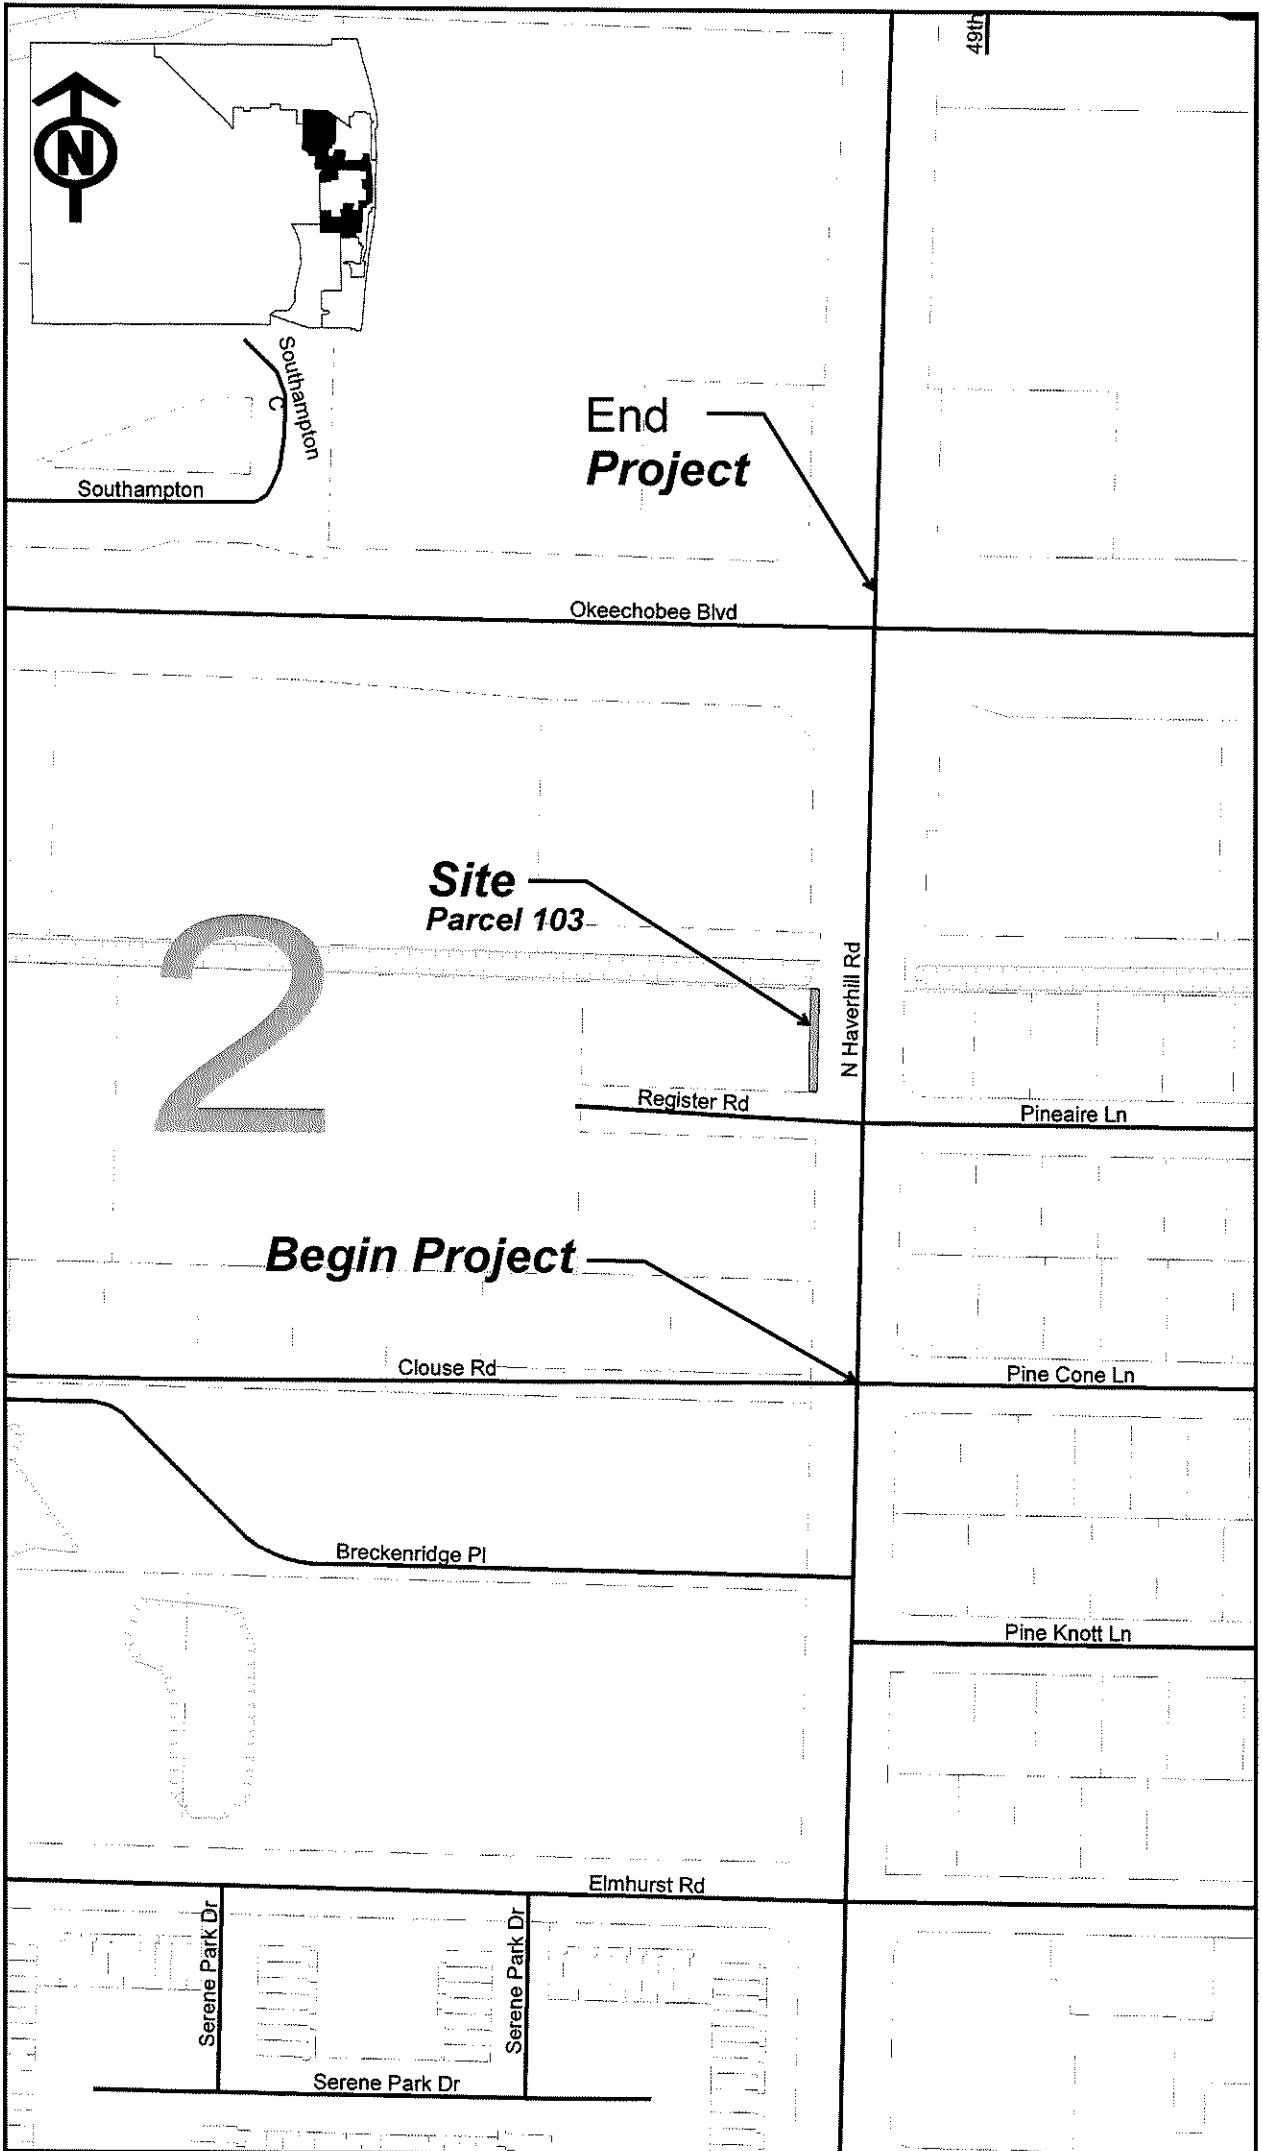 49th
N
Southampton
C
Southampton
End
Project
Okeechobee Blvd
Site
Parcel 103
2
N Haverhill Rd
Register Rd
Pineaire Ln
Begin Project
Clouse Rd
Pine Cone Ln
Breckenridge Pl
Pine Knott Ln
Elmhurst Rd
Serene Park Dr
Serene Park Dr
Serene Park Dr